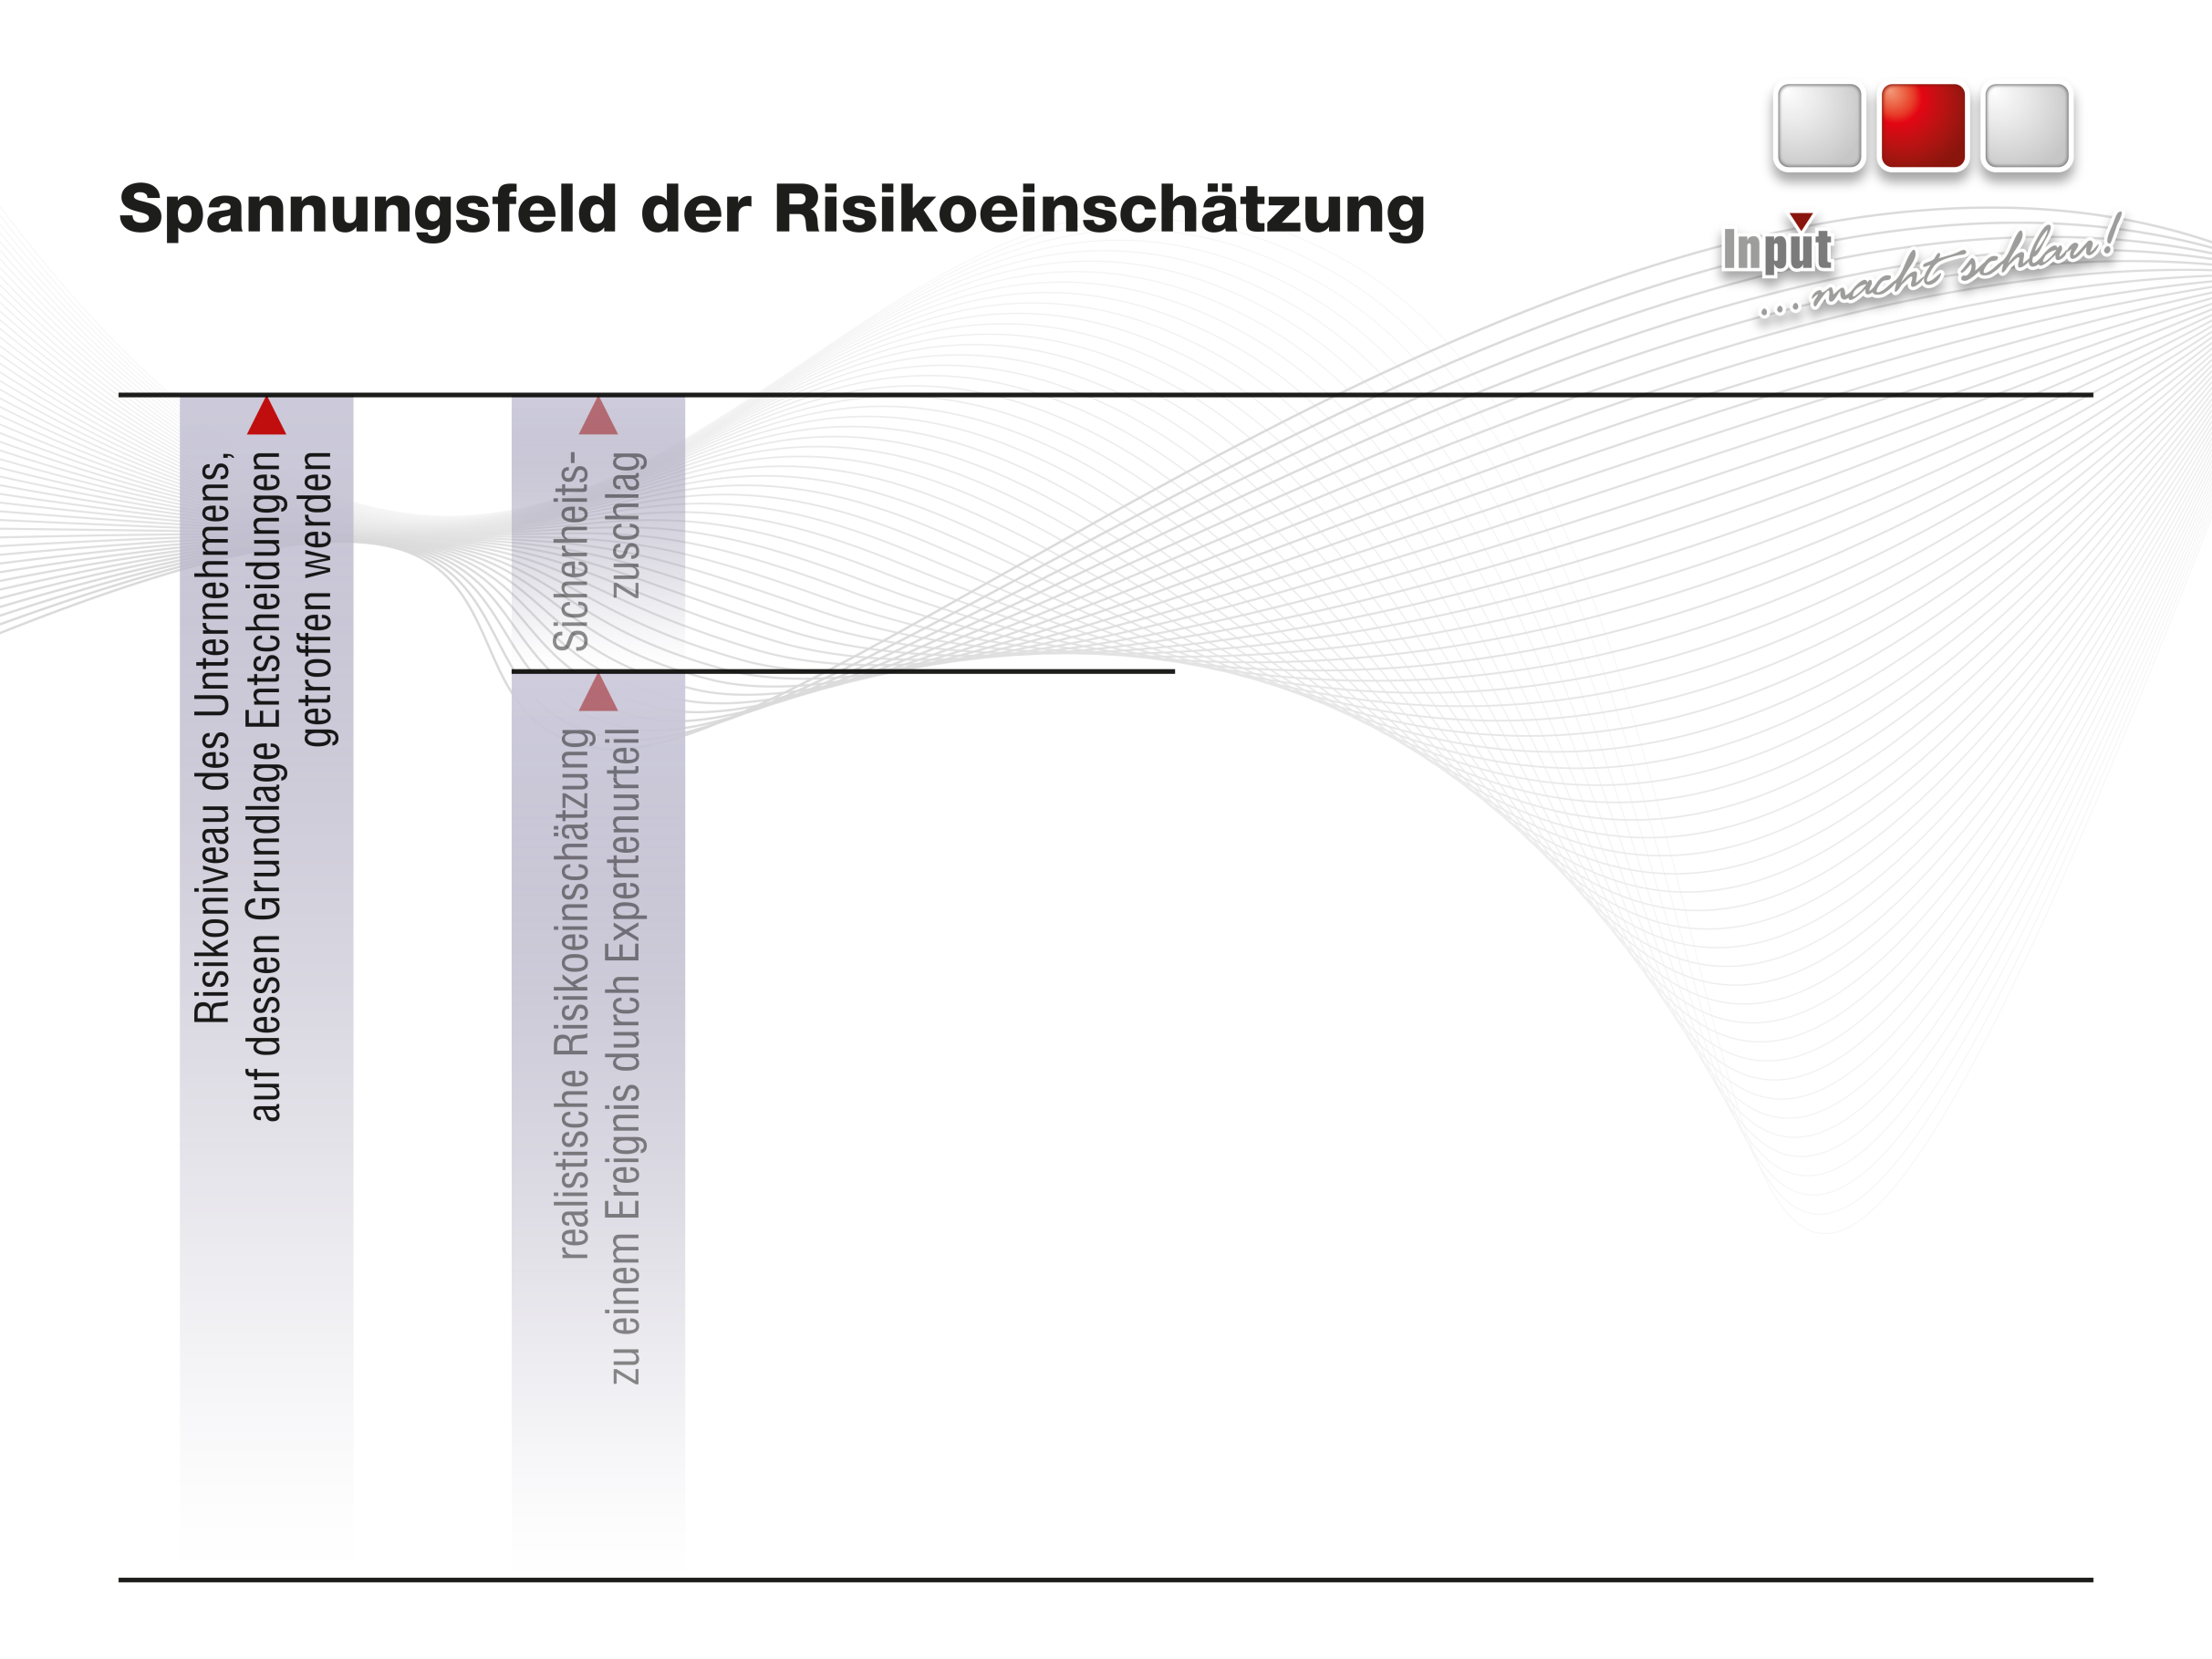 Spannungsfeld der Risikoeinschätzung
Input
... macht schlau!
Risikoniveau des Unternehmens,
auf dessen Grundlage Entscheidungen
getroffen werden
Sicherheits-
zuschlag
realistische Risikoeinschätzung
zu einem Ereignis durch Expertenurteil